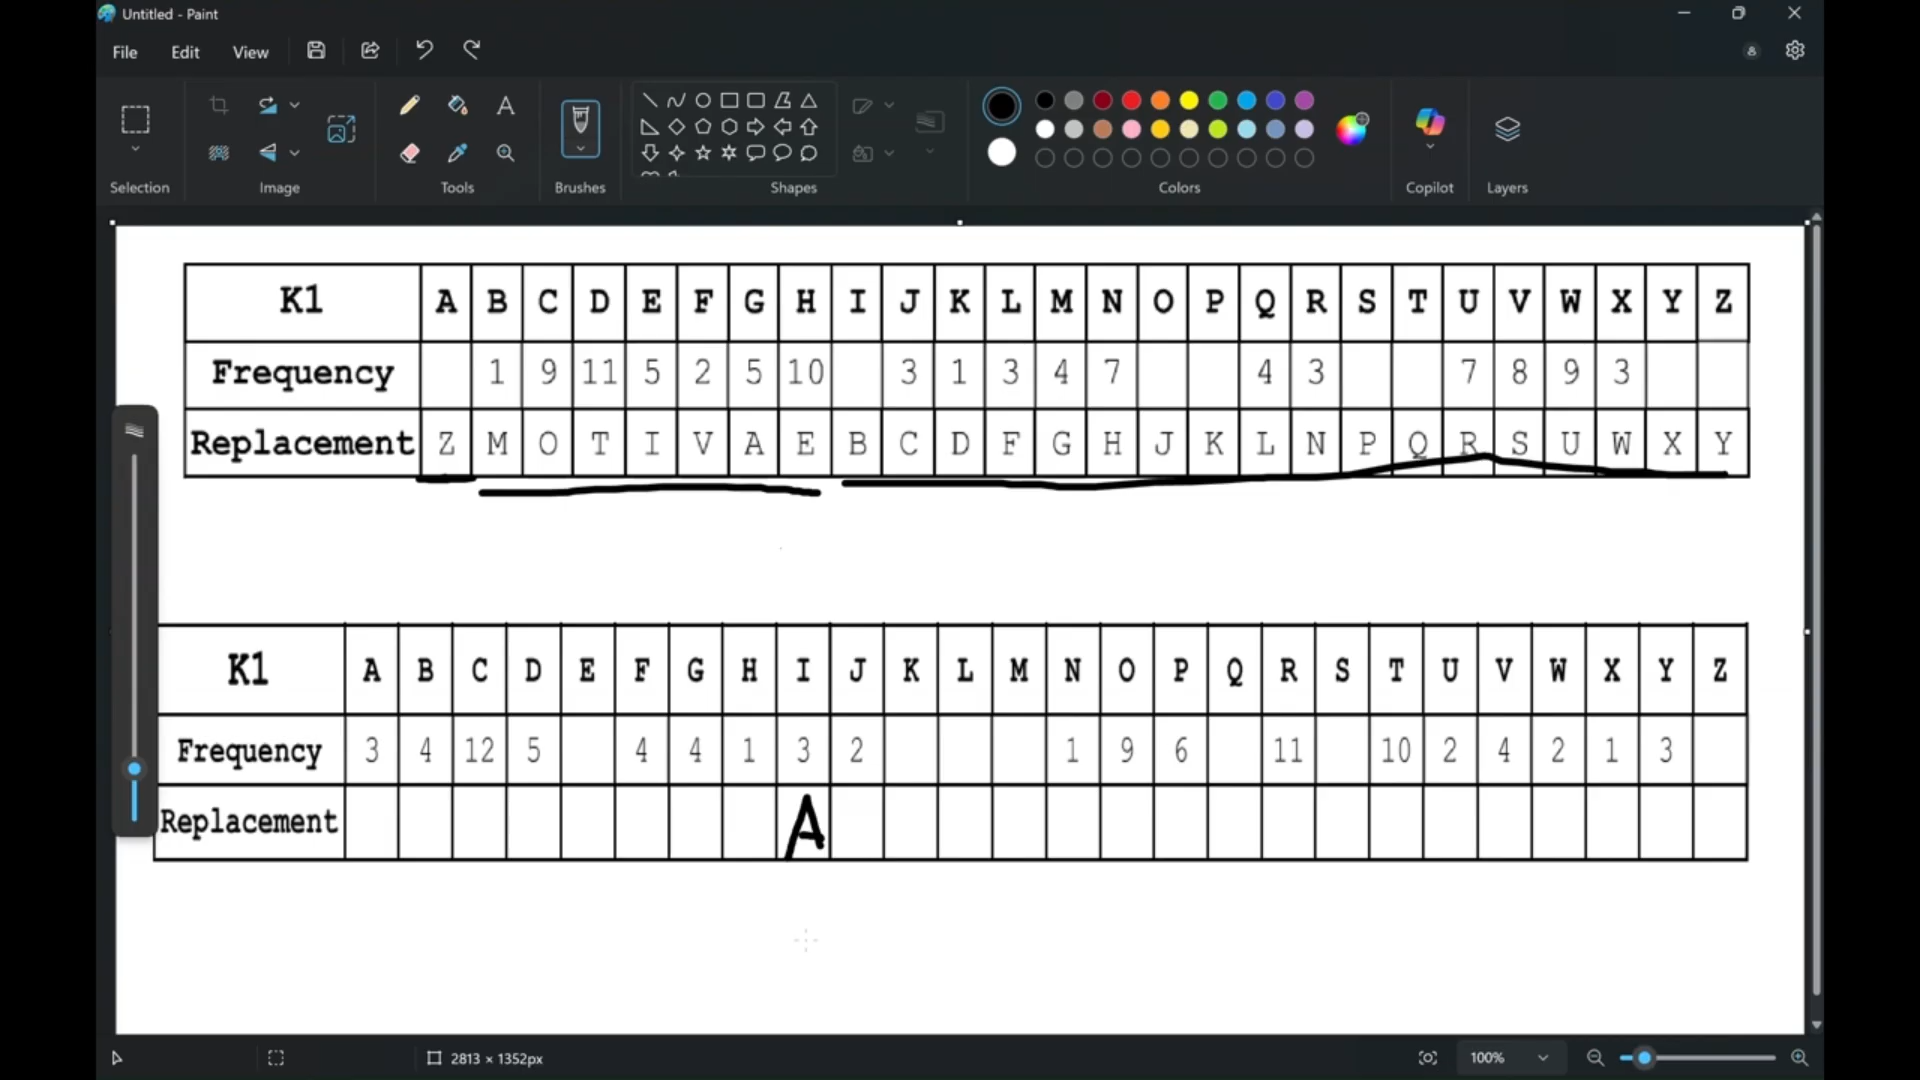 Untitled - Paint
File Edit View
Selection Image Tools Brushes Shapes Colors Copilot Layers
K1 A B C D E F G H I J K L M N O P Q R S T U V W X Y Z
Frequency 1 9 11 5 2 5 10 3 1 3 4 7 4 3 7 8 9 3
Replacement Z M O T I V A E B C D F G H J K L N P Q R S U W X Y
K1 A B C D E F G H I J K L M N O P Q R S T U V W X Y Z
Frequency 3 4 12 5 4 4 1 3 2 1 9 6 11 10 2 4 2 1 3
Replacement A
2813 × 1352px 100%